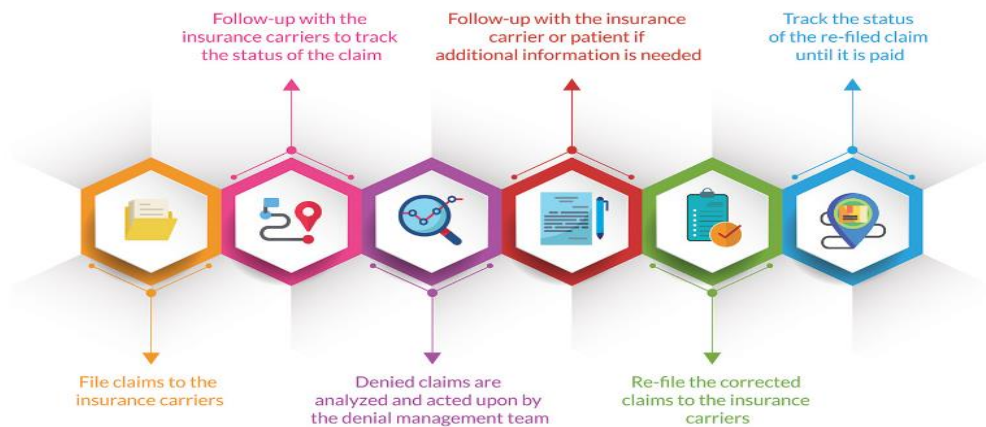 Follow-up with the
insurance carriers to track
the status of the claim
Follow-up with the insurance
carrier or patient if
additional information is needed
Track the status
of the re-filed claim
until it is paid
File claims to the
insurance carriers
Denied claims are
analyzed and acted upon by
the denial management team
Re-file the corrected
claims to the insurance
carriers